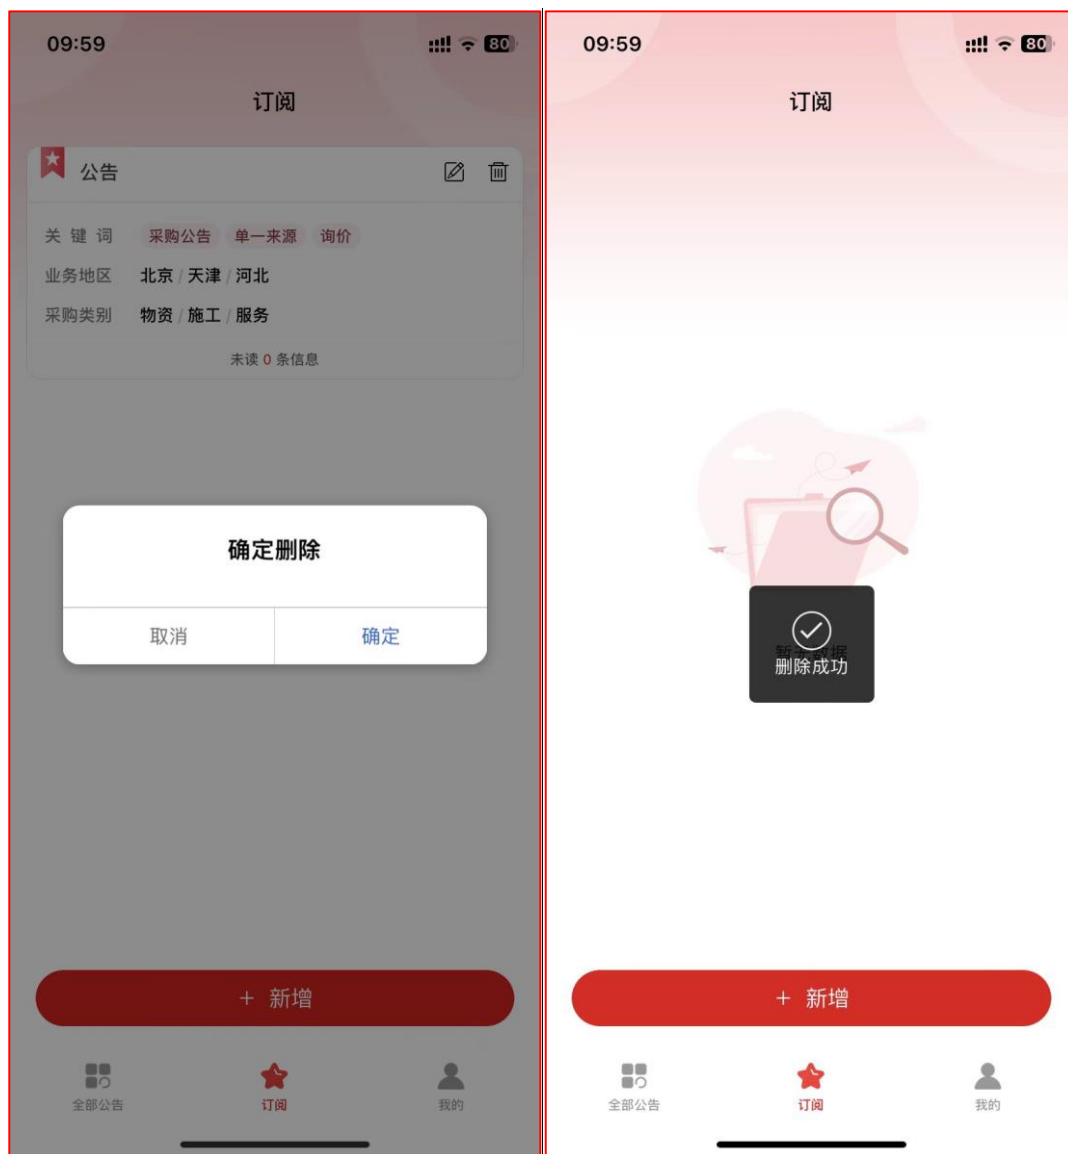 09:59
80
订阅
公告
关 键 词 采购公告 单一来源 询价
业务地区 北京 / 天津 / 河北
采购类别 物资 / 施工 / 服务
未读 0 条信息
确定删除
取消 确定
+ 新增
全部公告 订阅 我的
09:59
80
订阅
暂无数据
删除成功
+ 新增
全部公告 订阅 我的